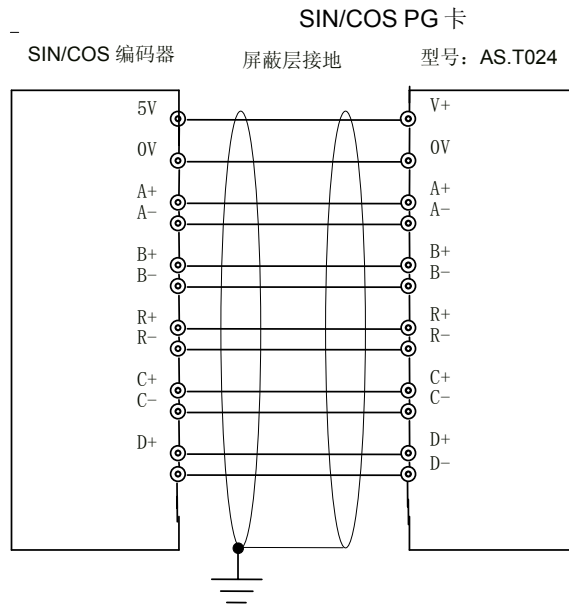 SIN/COS PG 卡
SIN/COS 编码器
屏蔽层接地
型号：AS.T024
5V
0V
A+
A-
B+
B-
R+
R-
C+
C-
D+
V+
0V
A+
A-
B+
B-
R+
R-
C+
C-
D+
D-